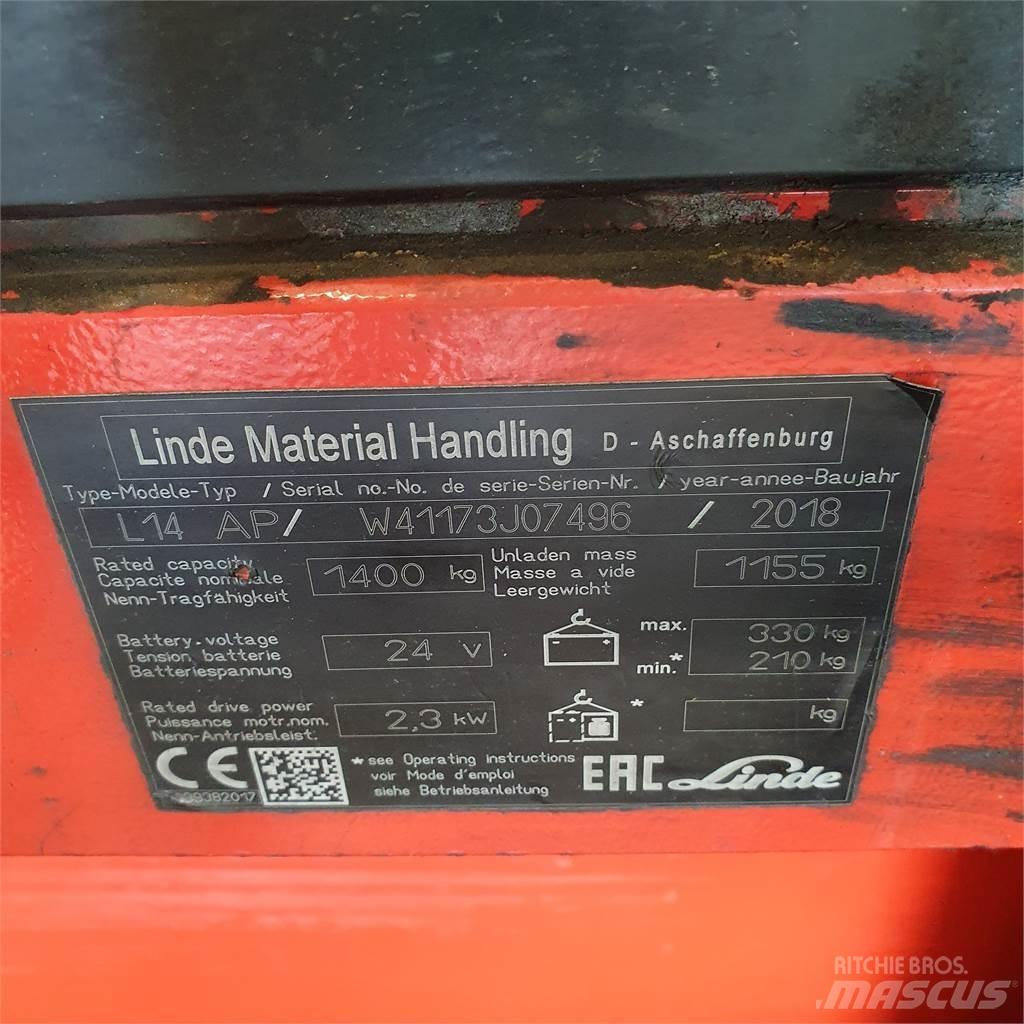 Linde Material Handling D - Aschaffenburg
Type-Modele-Typ / Serial no.-No. de serie-Serien-Nr. / year-annee-Baujahr
L14 AP / W41173J07496 / 2018
Rated capacity
Capacite nominale
Nenn-Tragfähigkeit
1400 kg
Unladen mass
Masse a vide
Leergewicht
1155 kg
Battery voltage
Tension batterie
Batteriespannung
24 V
max. 330 kg
min.* 210 kg
Rated drive power
Puissance motr.nom.
Nenn-Antriebsleist.
2,3 kW
* kg
CE
*see Operating instructions
voir Mode d'emploi
siehe Betriebsanleitung
EAC Linde
RITCHIE BROS.
MASCUS